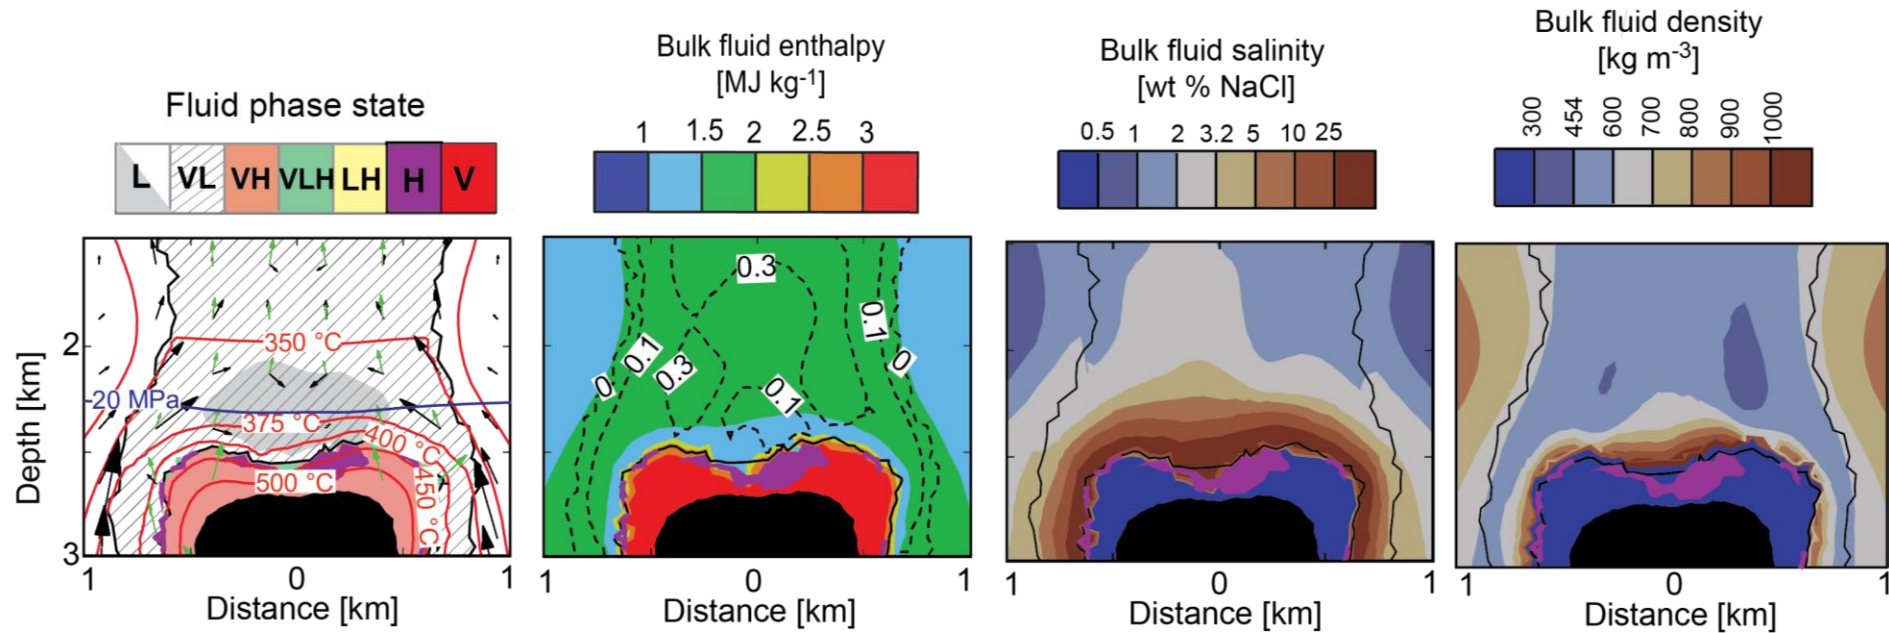 Fluid phase state
L VL VH VLH LH H V
350 °C
20 MPa
375 °C
400 °C
450 °C
500 °C
2
3
Depth [km]
1 0 1
Distance [km]
Bulk fluid enthalpy
[MJ kg-1]
1 1.5 2 2.5 3
0.3
0.1
0.1
0
0.3
0
0.1
1 0 1
Distance [km]
Bulk fluid salinity
[wt % NaCl]
0.5 1 2 3.2 5 10 25
1 0 1
Distance [km]
Bulk fluid density
[kg m-3]
300 454 600 700 800 900 1000
1 0 1
Distance [km]